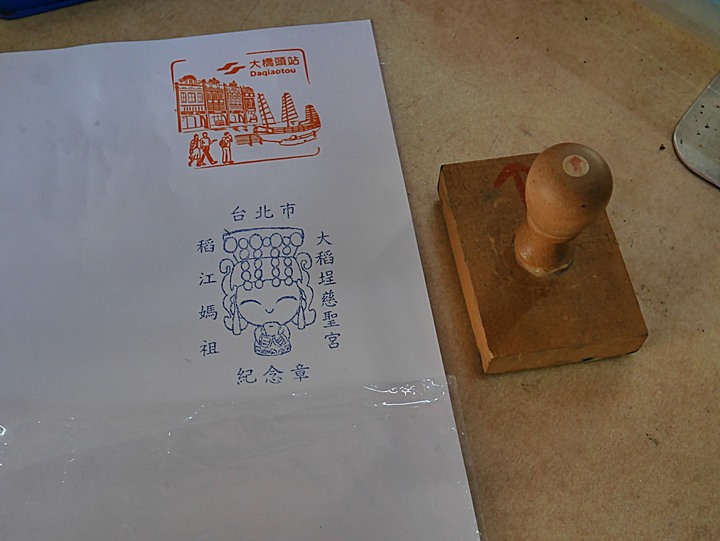 大橋頭站
Daqiaotou
台北市
稻江媽祖
大稻埕慈聖宮
紀念章